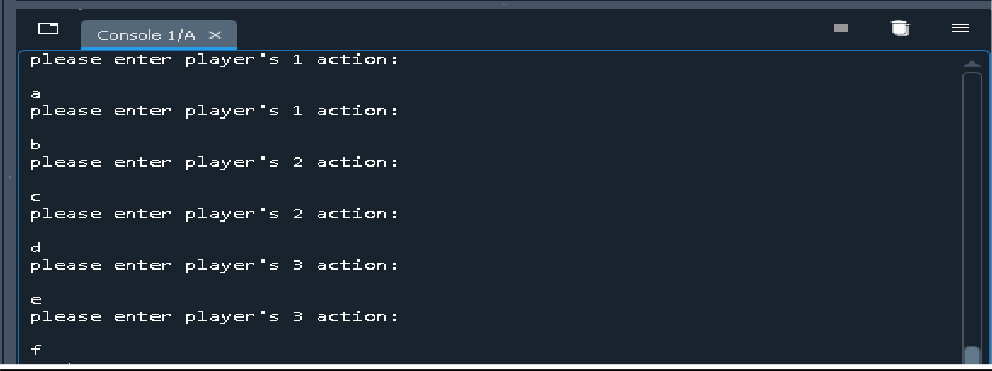 Console 1/A
please enter player's 1 action:
a
please enter player's 1 action:
b
please enter player's 2 action:
c
please enter player's 2 action:
d
please enter player's 3 action:
e
please enter player's 3 action:
f